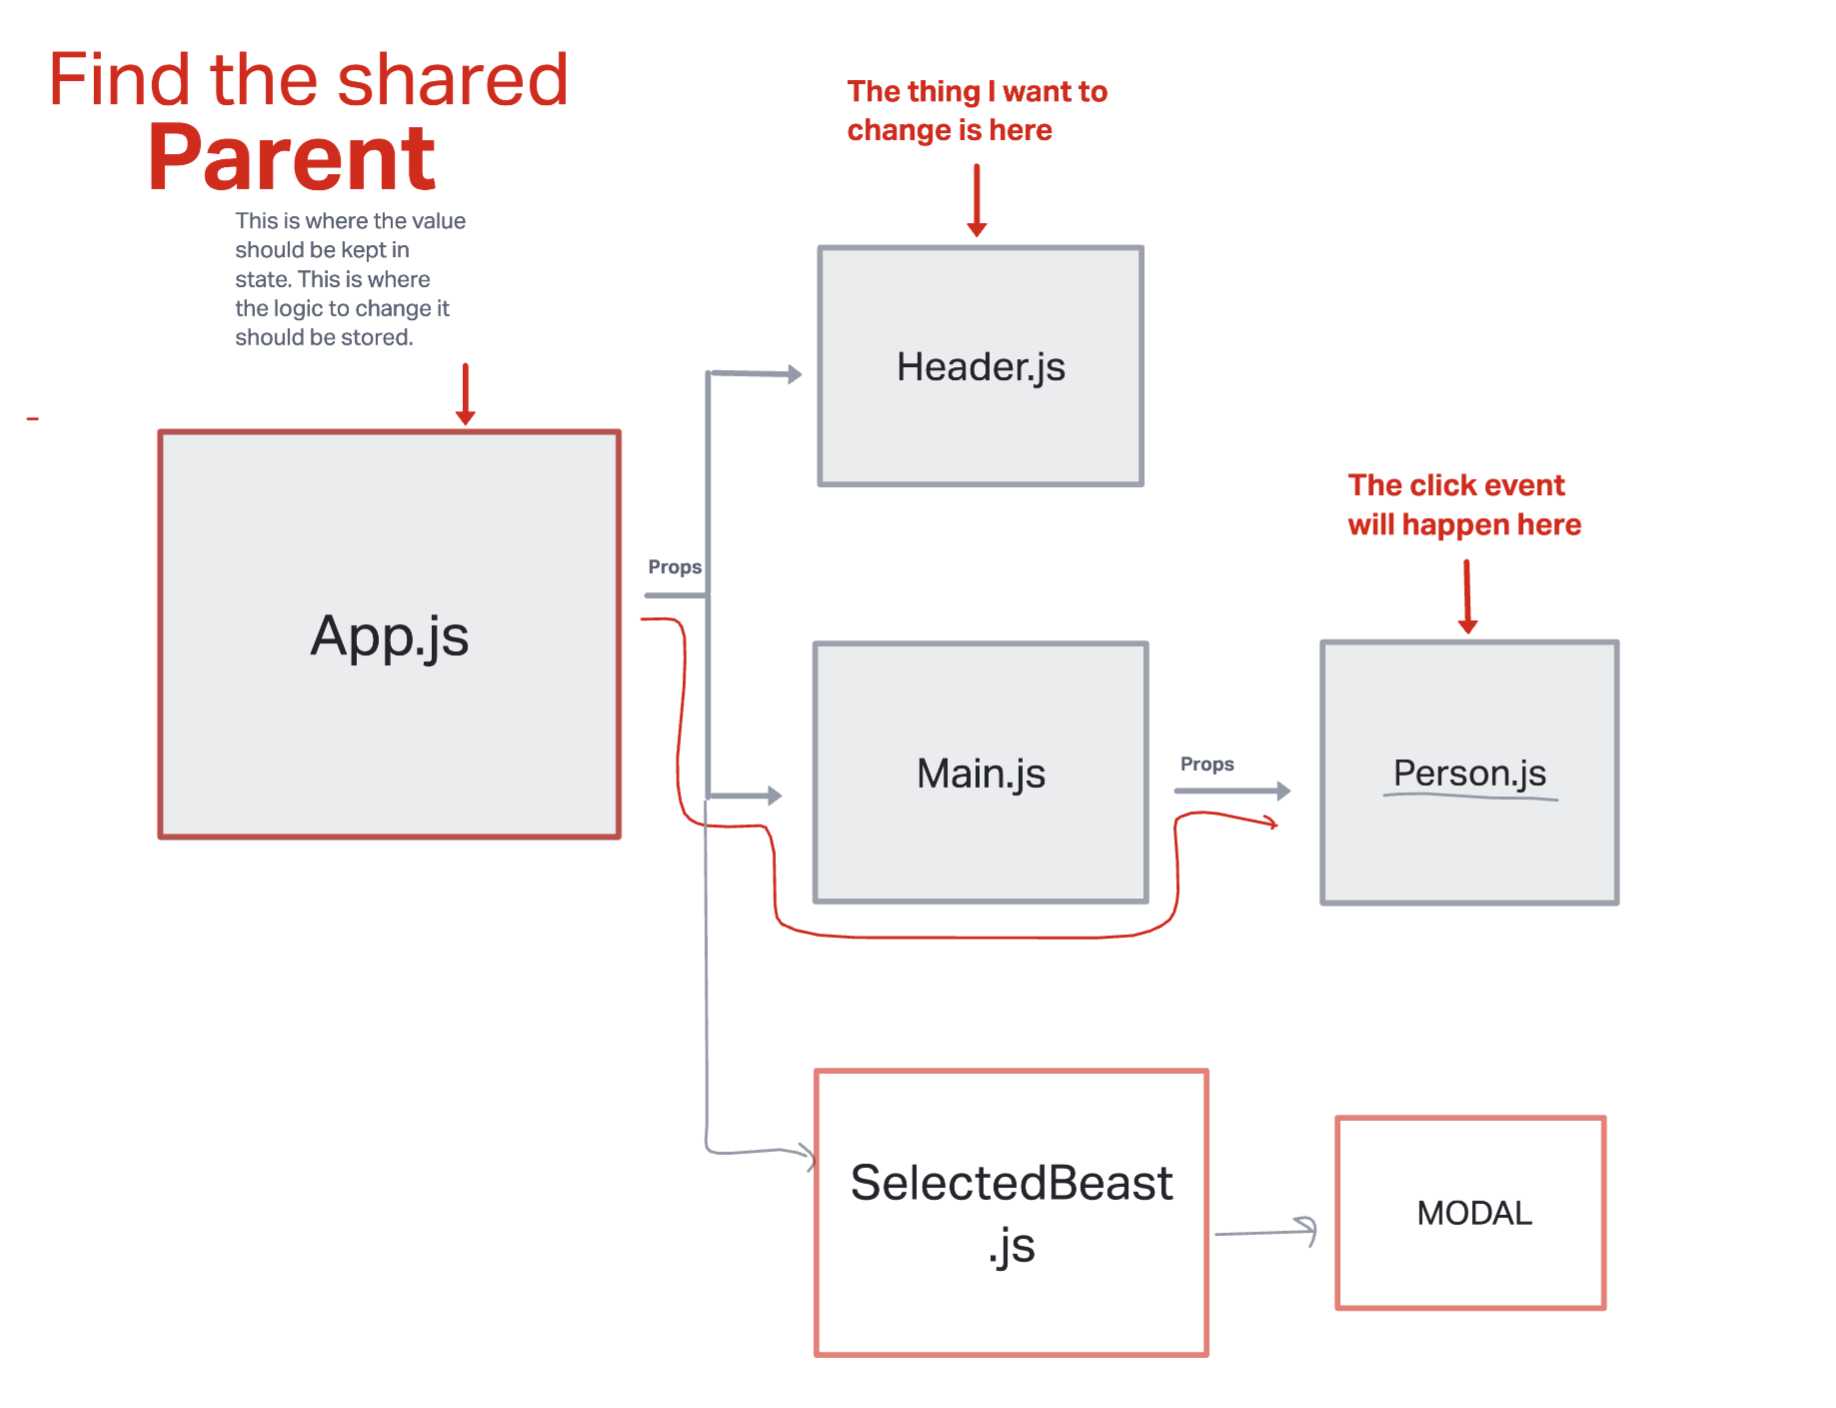 Find the shared
Parent
This is where the value
should be kept in
state. This is where
the logic to change it
should be stored.
The thing I want to
change is here
Header.js
The click event
will happen here
Props
App.js
Main.js
Props
Person.js
SelectedBeast
.js
MODAL